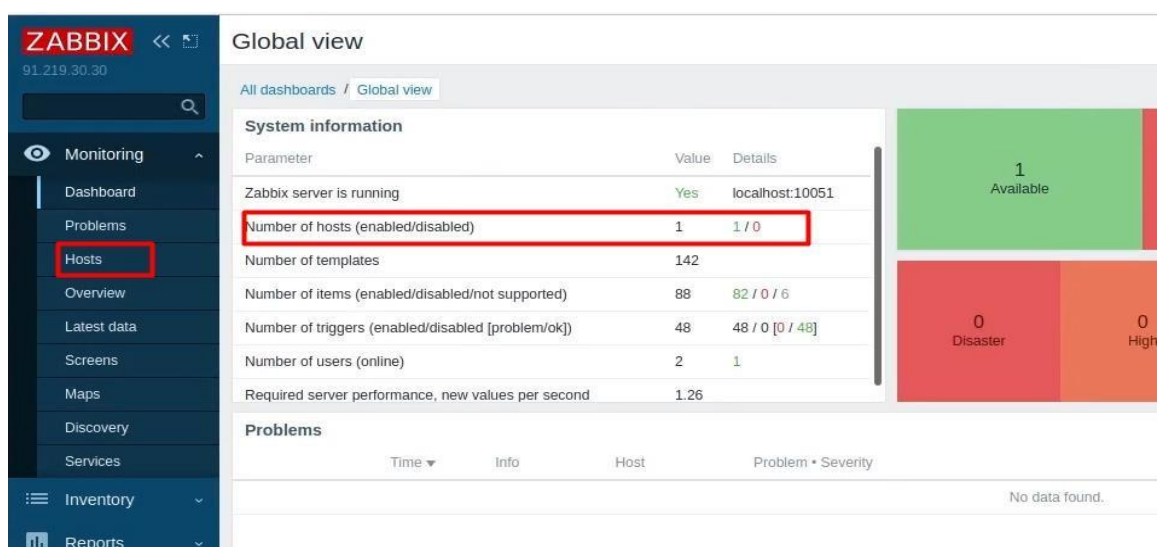 ZABBIX
91.219.30.30
Monitoring
Dashboard
Problems
Hosts
Overview
Latest data
Screens
Maps
Discovery
Services
Inventory
Reports
Global view
All dashboards / Global view
System information
Parameter Value Details
Zabbix server is running Yes localhost:10051
Number of hosts (enabled/disabled) 1 1 / 0
Number of templates 142
Number of items (enabled/disabled/not supported) 88 82 / 0 / 6
Number of triggers (enabled/disabled [problem/ok]) 48 48 / 0 [0 / 48]
Number of users (online) 2 1
Required server performance, new values per second 1.26
1
Available
0
Disaster
0
High
Problems
Time Info Host Problem • Severity
No data found.